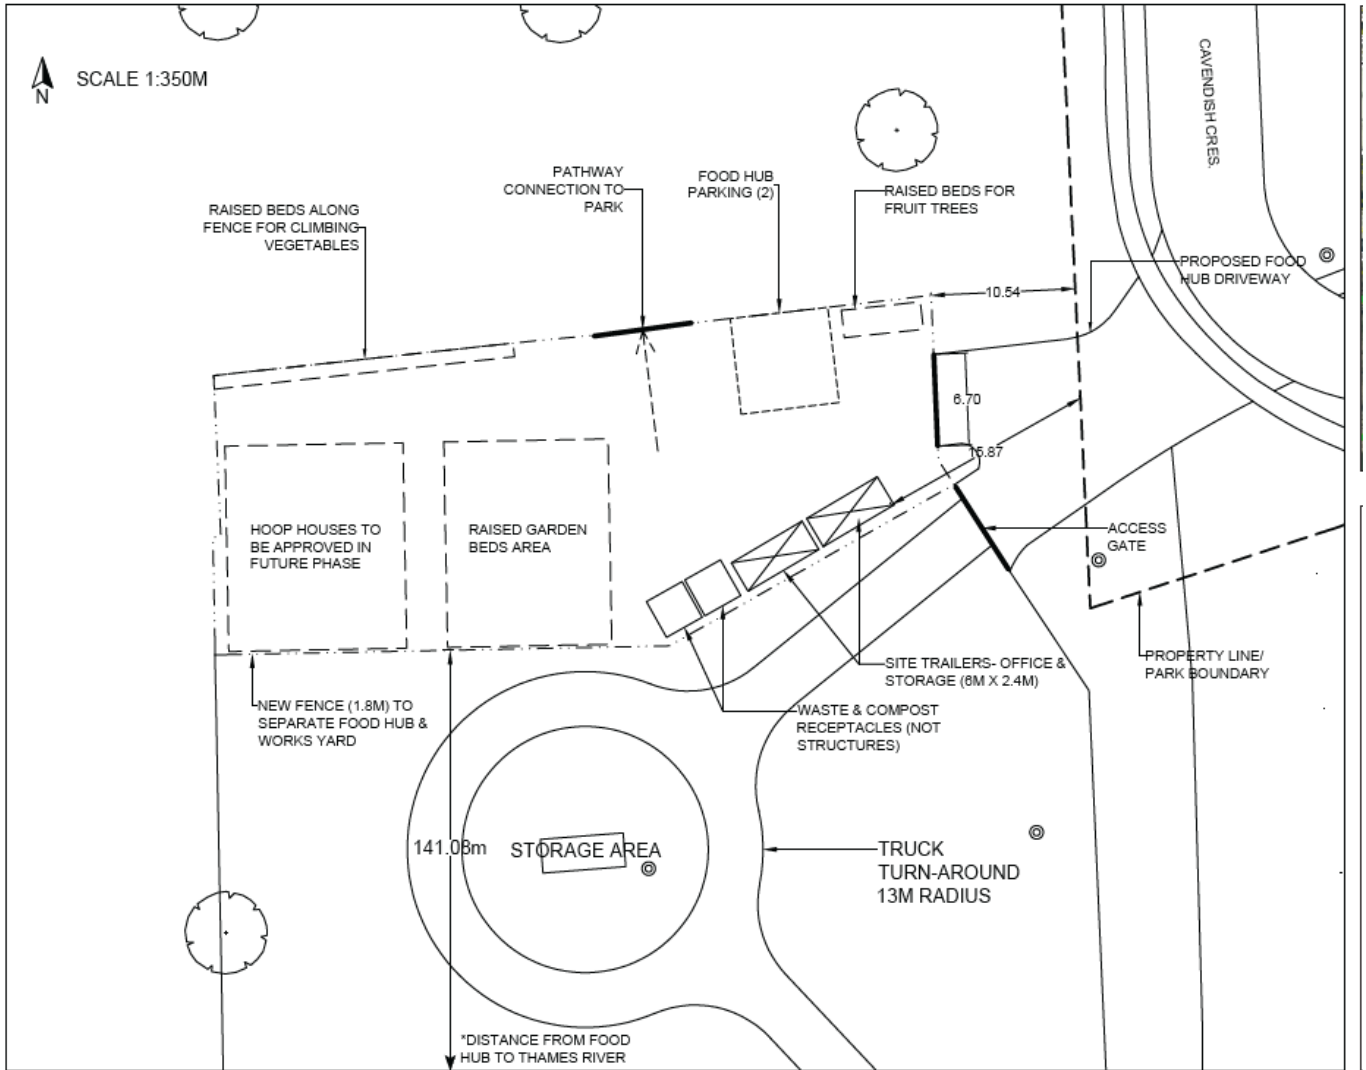 CAVENDISH CRES.
SCALE 1:350M
N
PATHWAY
CONNECTION TO
PARK
FOOD HUB
PARKING (2)
RAISED BEDS FOR
FRUIT TREES
RAISED BEDS ALONG
FENCE FOR CLIMBING
VEGETABLES
PROPOSED FOOD
HUB DRIVEWAY
10.54
6.70
15.87
HOOP HOUSES TO
BE APPROVED IN
FUTURE PHASE
RAISED GARDEN
BEDS AREA
ACCESS
GATE
SITE TRAILERS- OFFICE &
STORAGE (6M X 2.4M)
PROPERTY LINE/
PARK BOUNDARY
NEW FENCE (1.8M) TO
SEPARATE FOOD HUB &
WORKS YARD
WASTE & COMPOST
RECEPTACLES (NOT
STRUCTURES)
141.08m
STORAGE AREA
TRUCK
TURN-AROUND
13M RADIUS
*DISTANCE FROM FOOD
HUB TO THAMES RIVER